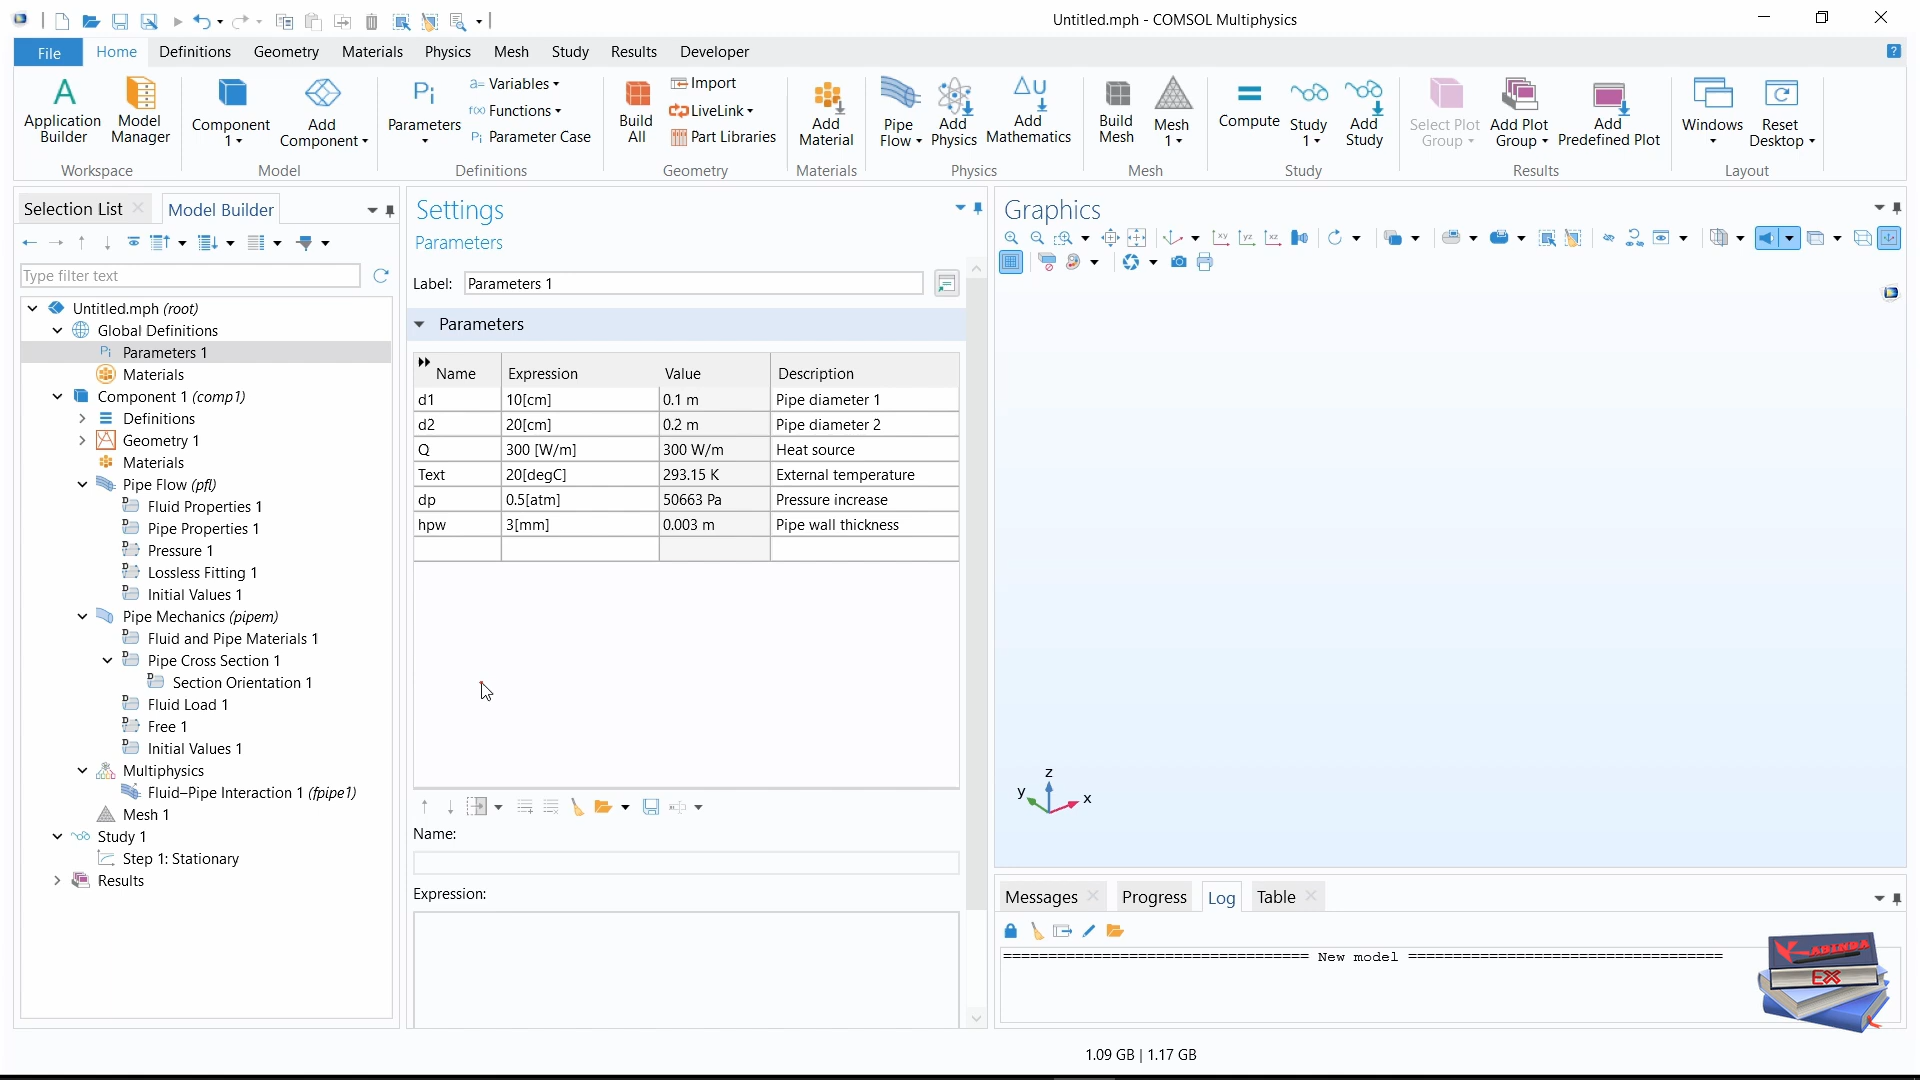 Untitled.mph - COMSOL Multiphysics
File Home Definitions Geometry Materials Physics Mesh Study Results Developer
Application Builder
Model Manager
Workspace
Component 1
Add Component
Model
Pi
Parameters
a= Variables
f(x) Functions
Pi Parameter Case
Definitions
Build All
Import
LiveLink
Part Libraries
Geometry
Add Material
Materials
Pipe Flow
Add Physics
ΔU
Add Mathematics
Physics
Build Mesh
Mesh 1
Mesh
Compute
Study 1
Add Study
Study
Select Plot Group
Add Plot Group
Add Predefined Plot
Results
Windows
Reset Desktop
Layout
Selection List
Model Builder
Type filter text
Untitled.mph (root)
Global Definitions
Pi Parameters 1
Materials
Component 1 (comp1)
Definitions
Geometry 1
Materials
Pipe Flow (pfl)
Fluid Properties 1
Pipe Properties 1
Pressure 1
Lossless Fitting 1
Initial Values 1
Pipe Mechanics (pipem)
Fluid and Pipe Materials 1
Pipe Cross Section 1
Section Orientation 1
Fluid Load 1
Free 1
Initial Values 1
Multiphysics
Fluid–Pipe Interaction 1 (fpipe1)
Mesh 1
Study 1
Step 1: Stationary
Results
Settings
Parameters
Label: Parameters 1
Parameters
Name Expression Value Description
d1 10[cm] 0.1 m Pipe diameter 1
d2 20[cm] 0.2 m Pipe diameter 2
Q 300 [W/m] 300 W/m Heat source
Text 20[degC] 293.15 K External temperature
dp 0.5[atm] 50663 Pa Pressure increase
hpw 3[mm] 0.003 m Pipe wall thickness
Name:
Expression:
Graphics
xy yz xz
z
y
x
Messages Progress Log Table
================================== New model ===================================
EX
1.09 GB | 1.17 GB